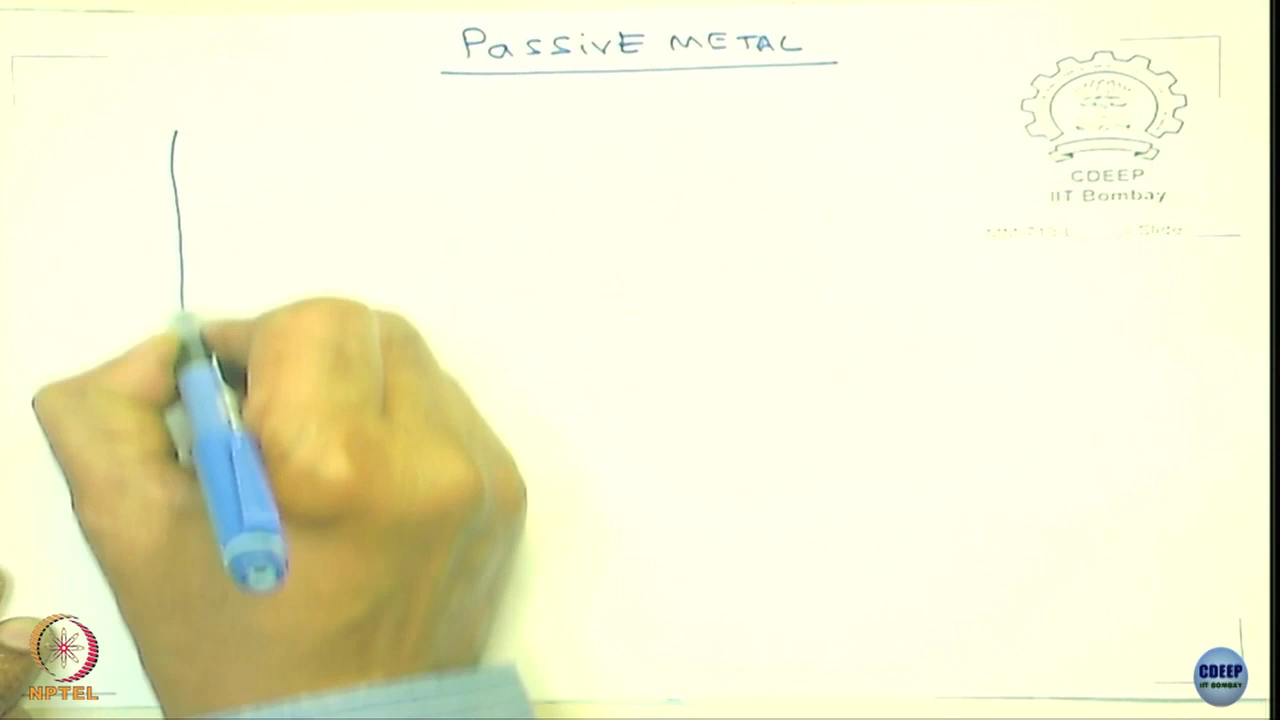 PassivE METAL
CDEEP
IIT Bombay
NPTEL
CDEEP
IIT BOMBAY